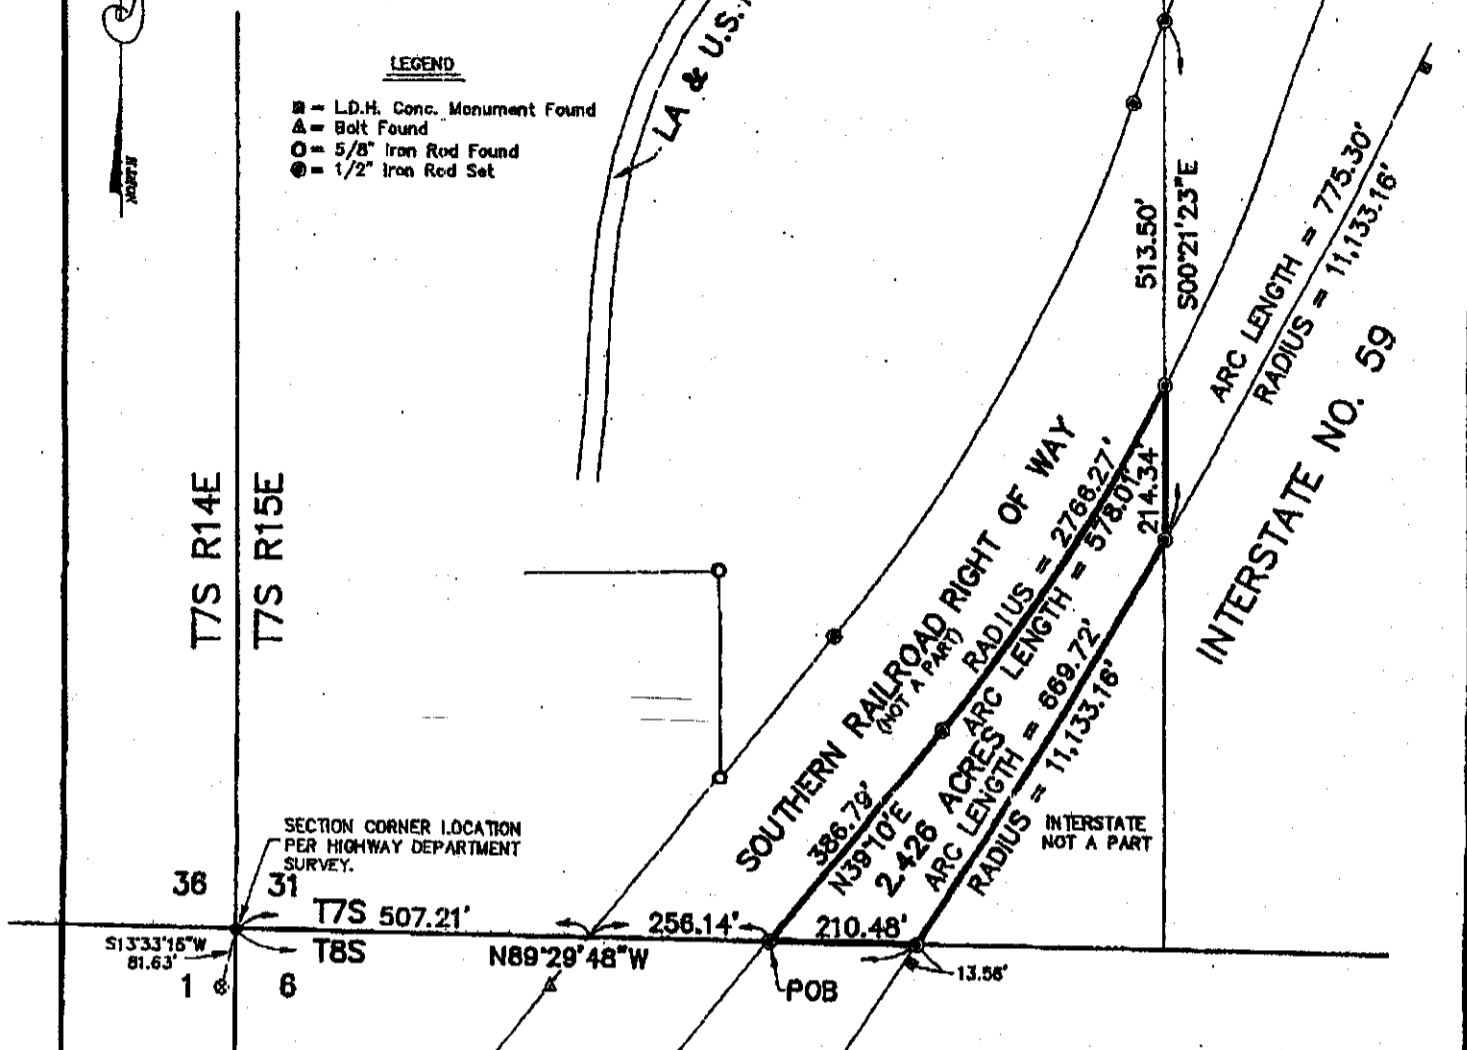 LEGEND
= L.D.H. Conc. Monument Found
= Bolt Found
= 5/8" Iron Rod Found
= 1/2" Iron Rod Set
LA & U.S.
513.50'
S00°21'23"E
ARC LENGTH = 775.30'
RADIUS = 11,133.16'
INTERSTATE NO. 59
T7S R14E
T7S R15E
SOUTHERN RAILROAD RIGHT OF WAY
(NOT A PART)
RADIUS = 2766.27'
ARC LENGTH = 578.01'
214.34'
386.79'
N39°10'E
2.426 ACRES
ARC LENGTH = 669.72'
RADIUS = 11,133.16'
INTERSTATE
NOT A PART
SECTION CORNER LOCATION
PER HIGHWAY DEPARTMENT
SURVEY.
36
31
T7S
507.21'
256.14'
210.48'
S13°33'15"W
81.63'
T8S
N89°29'48"W
1
6
POB
13.56'